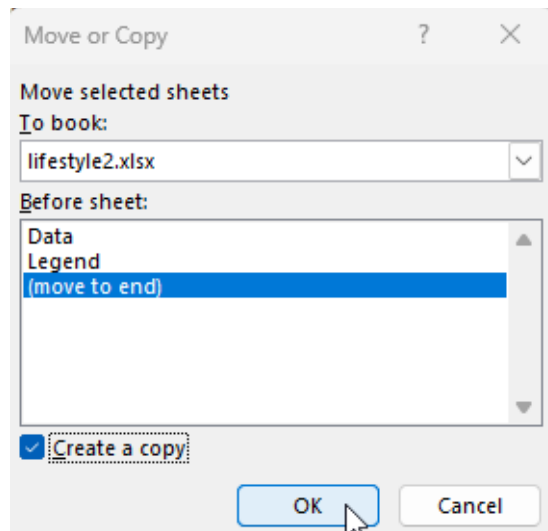 Move or Copy ?
Move selected sheets
To book:
lifestyle2.xlsx
Before sheet:
Data
Legend
(move to end)
Create a copy
OK Cancel